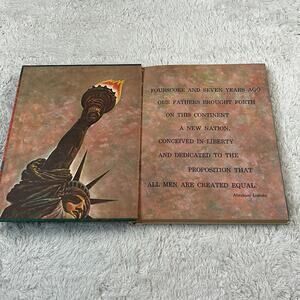 FOURSCORE AND SEVEN YEARS AGO
OUR FATHERS BROUGHT FORTH
ON THIS CONTINENT
A NEW NATION,
CONCEIVED IN LIBERTY
AND DEDICATED TO THE
PROPOSITION THAT
ALL MEN ARE CREATED EQUAL.
Abraham Lincoln